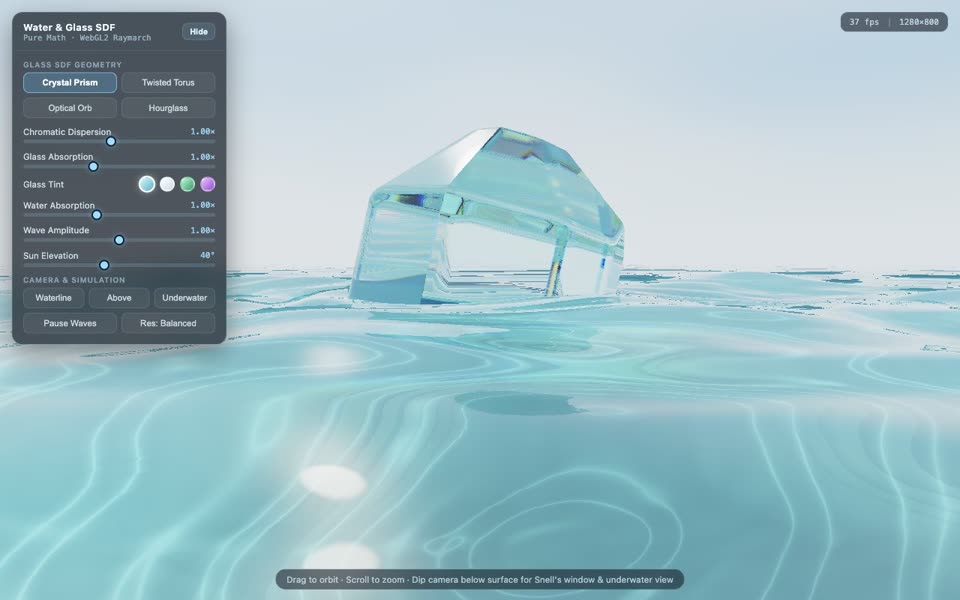 Water & Glass SDF
Pure Math · WebGL2 Raymarch
Hide
GLASS SDF GEOMETRY
Crystal Prism
Twisted Torus
Optical Orb
Hourglass
Chromatic Dispersion 1.00×
Glass Absorption 1.00×
Glass Tint
Water Absorption 1.00×
Wave Amplitude 1.00×
Sun Elevation 40°
CAMERA & SIMULATION
Waterline
Above
Underwater
Pause Waves
Res: Balanced
37 fps | 1280×800
Drag to orbit · Scroll to zoom · Dip camera below surface for Snell's window & underwater view